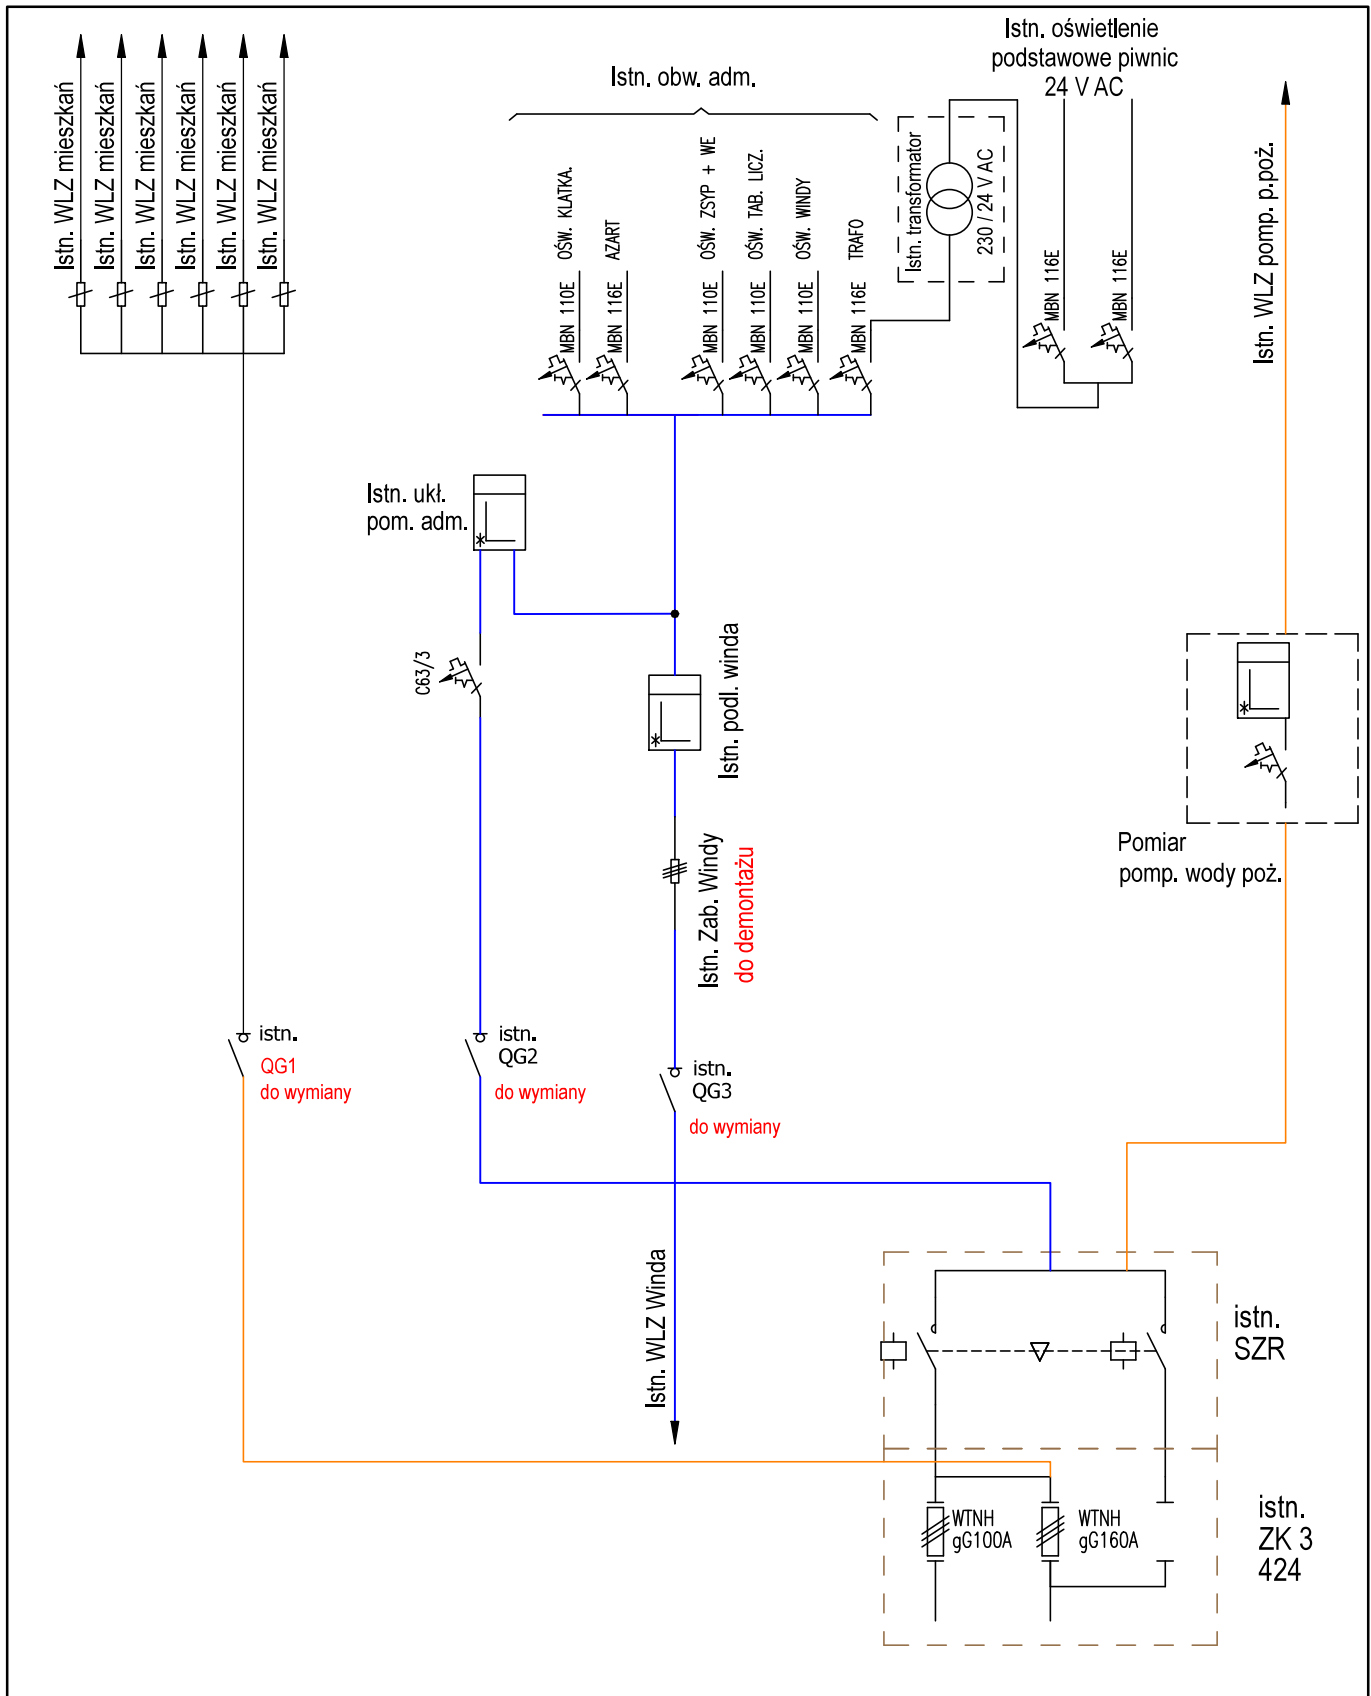 Istn. WLZ mieszkań
Istn. WLZ mieszkań
Istn. WLZ mieszkań
Istn. WLZ mieszkań
Istn. WLZ mieszkań
Istn. WLZ mieszkań
Istn. obw. adm.
MBN 110E OŚW. KLATKA.
MBN 116E AZART
MBN 110E OŚW. ZSYP + WE
MBN 110E OŚW. TAB. LICZ.
MBN 110E OŚW. WINDY
MBN 116E TRAFO
Istn. transformator
230 / 24 V AC
Istn. oświetlenie
podstawowe piwnic
24 V AC
MBN 116E
MBN 116E
Istn. WLZ pomp. p.poż.
Istn. ukł.
pom. adm.
C63/3
Istn. podl. winda
Istn. Zab. Windy
do demontażu
Pomiar
pomp. wody poż.
istn.
QG1
do wymiany
istn.
QG2
do wymiany
istn.
QG3
do wymiany
Istn. WLZ Winda
istn.
SZR
WTNH
gG100A
WTNH
gG160A
istn.
ZK 3
424